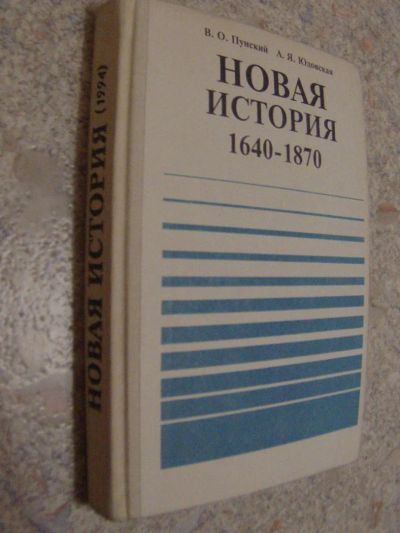 В. О. Пунский А. Я. Юдовская
НОВАЯ
ИСТОРИЯ
1640-1870
НОВАЯ ИСТОРИЯ (1994)